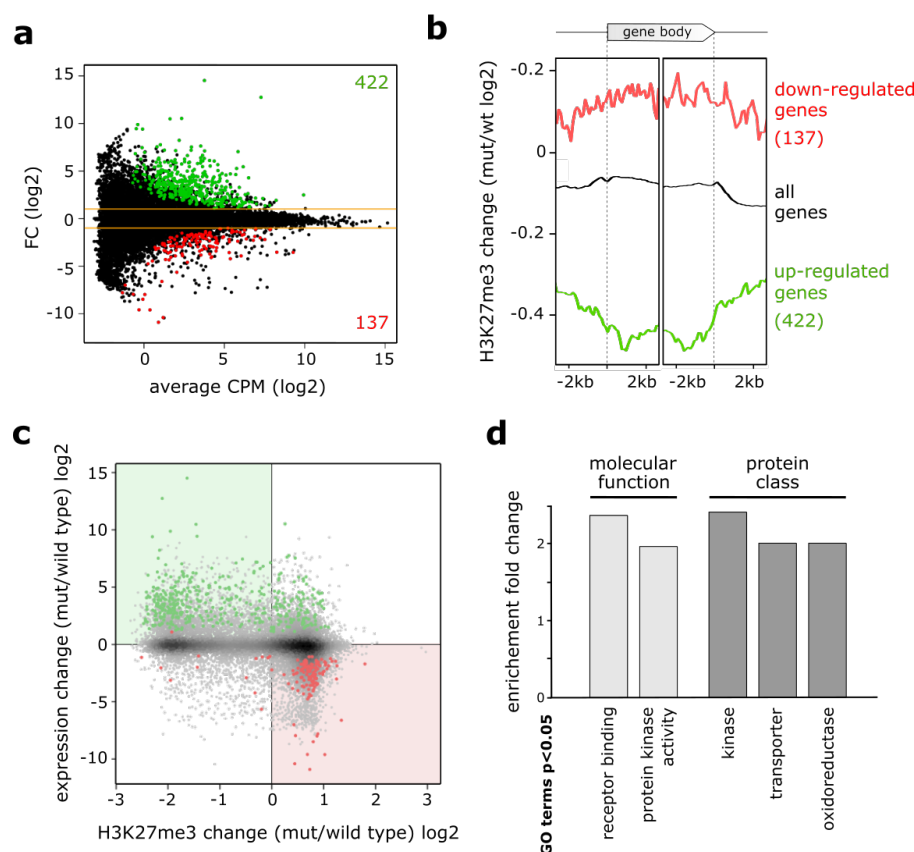 a
FC (log2)
15
10
5
0
-5
-10
422
137
0
5
10
15
average CPM (log2)
b
gene body
H3K27me3 change (mut/wt log2)
-0.2
0
-0.2
-0.4
-2kb
2kb
-2kb
2kb
down-regulated
genes
(137)
all
genes
up-regulated
genes
(422)
c
expression change (mut/wild type) log2
15
10
5
0
-5
-10
-3
-2
-1
0
1
2
3
H3K27me3 change (mut/wild type) log2
d
molecular
function
protein
class
enrichment fold change
2
1
0
GO terms p<0.05
receptor binding
protein kinase
activity
kinase
transporter
oxidoreductase